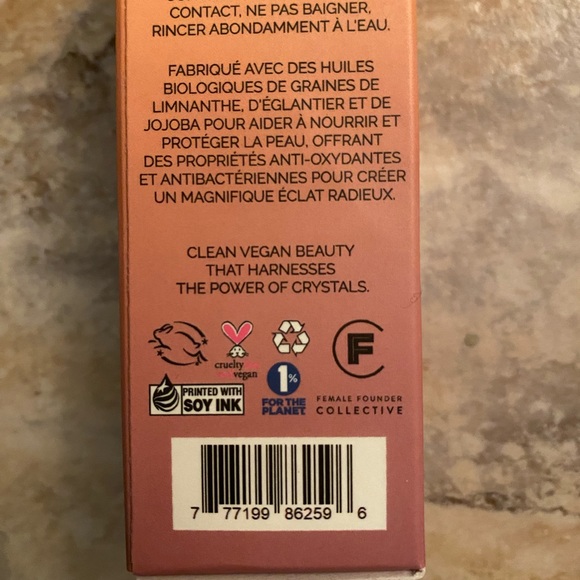 CONTACT, NE PAS BAIGNER,
RINCER ABONDAMMENT À L'EAU.
FABRIQUÉ AVEC DES HUILES
BIOLOGIQUES DE GRAINES DE
LIMNANTHE, D'ÉGLANTIER ET DE
JOJOBA POUR AIDER À NOURRIR ET
PROTÉGER LA PEAU, OFFRANT
DES PROPRIÉTÉS ANTI-OXYDANTES
ET ANTIBACTÉRIENNES POUR CRÉER
UN MAGNIFIQUE ÉCLAT RADIEUX.
CLEAN VEGAN BEAUTY
THAT HARNESSES
THE POWER OF CRYSTALS.
cruelty
vegan
F
PRINTED WITH
SOY INK
1%
FOR THE
PLANET
FEMALE FOUNDER
COLLECTIVE
7 77199 86259 6